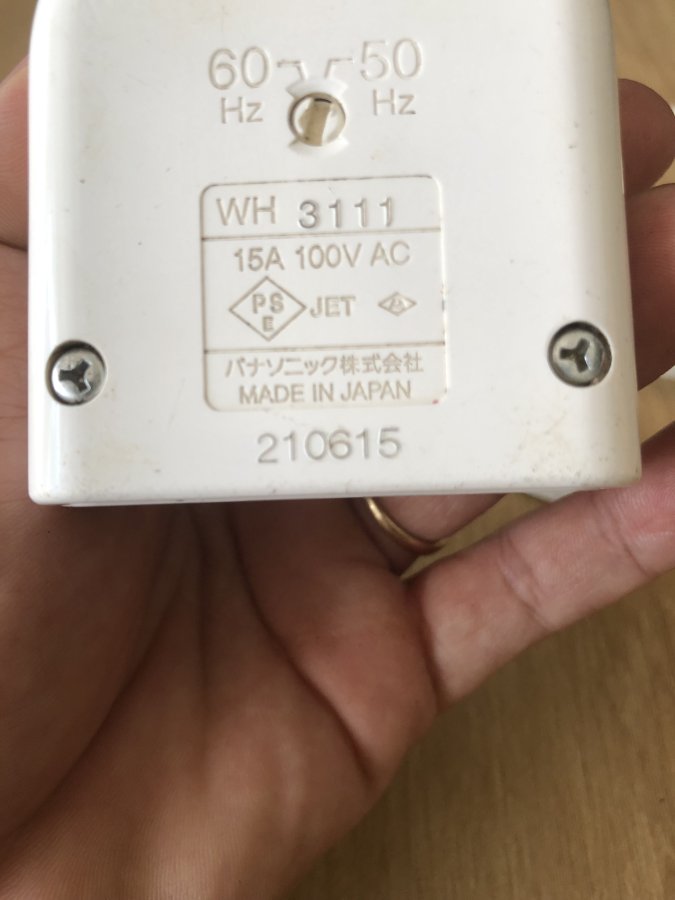 60 50
Hz Hz
WH 3111
15A 100V AC
PS
E
JET
パナソニック株式会社
MADE IN JAPAN
210615